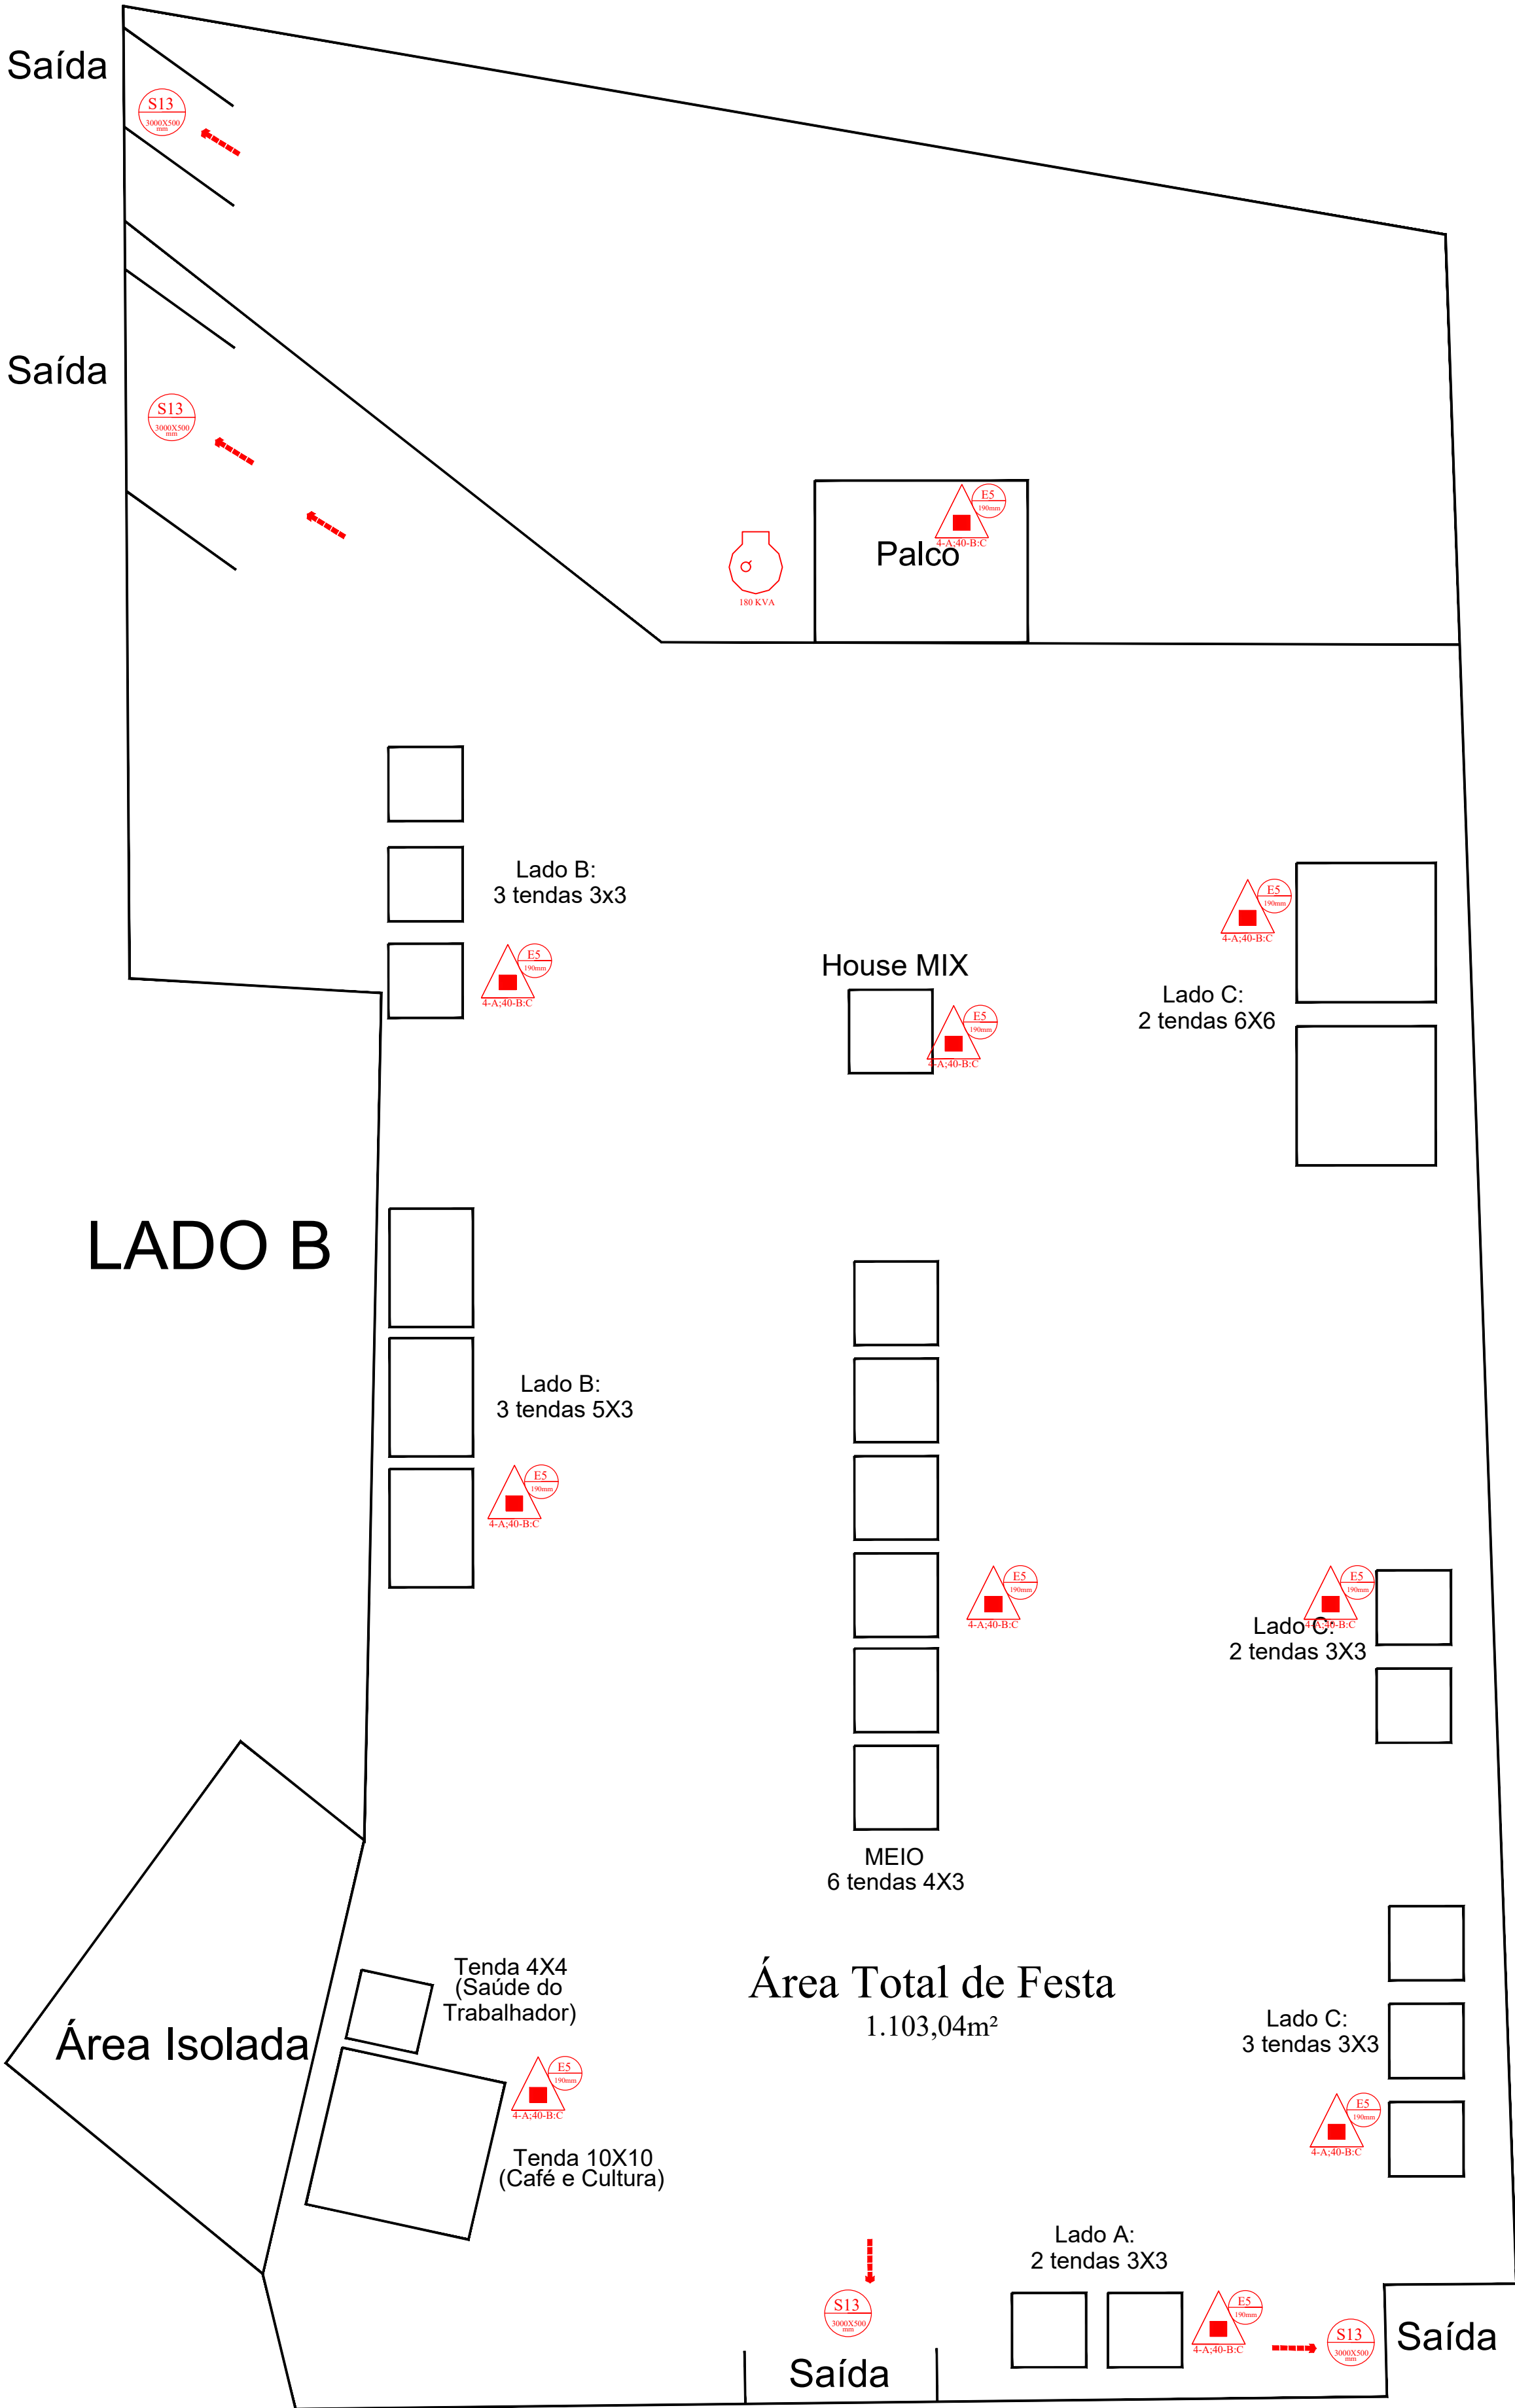 Saída
S13
3000X500
mm
Saída
S13
3000X500
mm
E5
190mm
4-A;40-B:C
Palco
180 KVA
Lado B:
3 tendas 3x3
E5
190mm
4-A;40-B:C
House MIX
E5
190mm
4-A;40-B:C
E5
190mm
4-A;40-B:C
Lado C:
2 tendas 6X6
LADO B
Lado B:
3 tendas 5X3
E5
190mm
4-A;40-B:C
E5
190mm
4-A;40-B:C
E5
190mm
4-A;40-B:C
Lado C:
2 tendas 3X3
MEIO
6 tendas 4X3
Tenda 4X4
(Saúde do
Trabalhador)
Área Total de Festa
1.103,04m²
Área Isolada
Lado C:
3 tendas 3X3
E5
190mm
4-A;40-B:C
E5
190mm
4-A;40-B:C
Tenda 10X10
(Café e Cultura)
Lado A:
2 tendas 3X3
S13
3000X500
mm
E5
190mm
4-A;40-B:C
S13
3000X500
mm
Saída
Saída